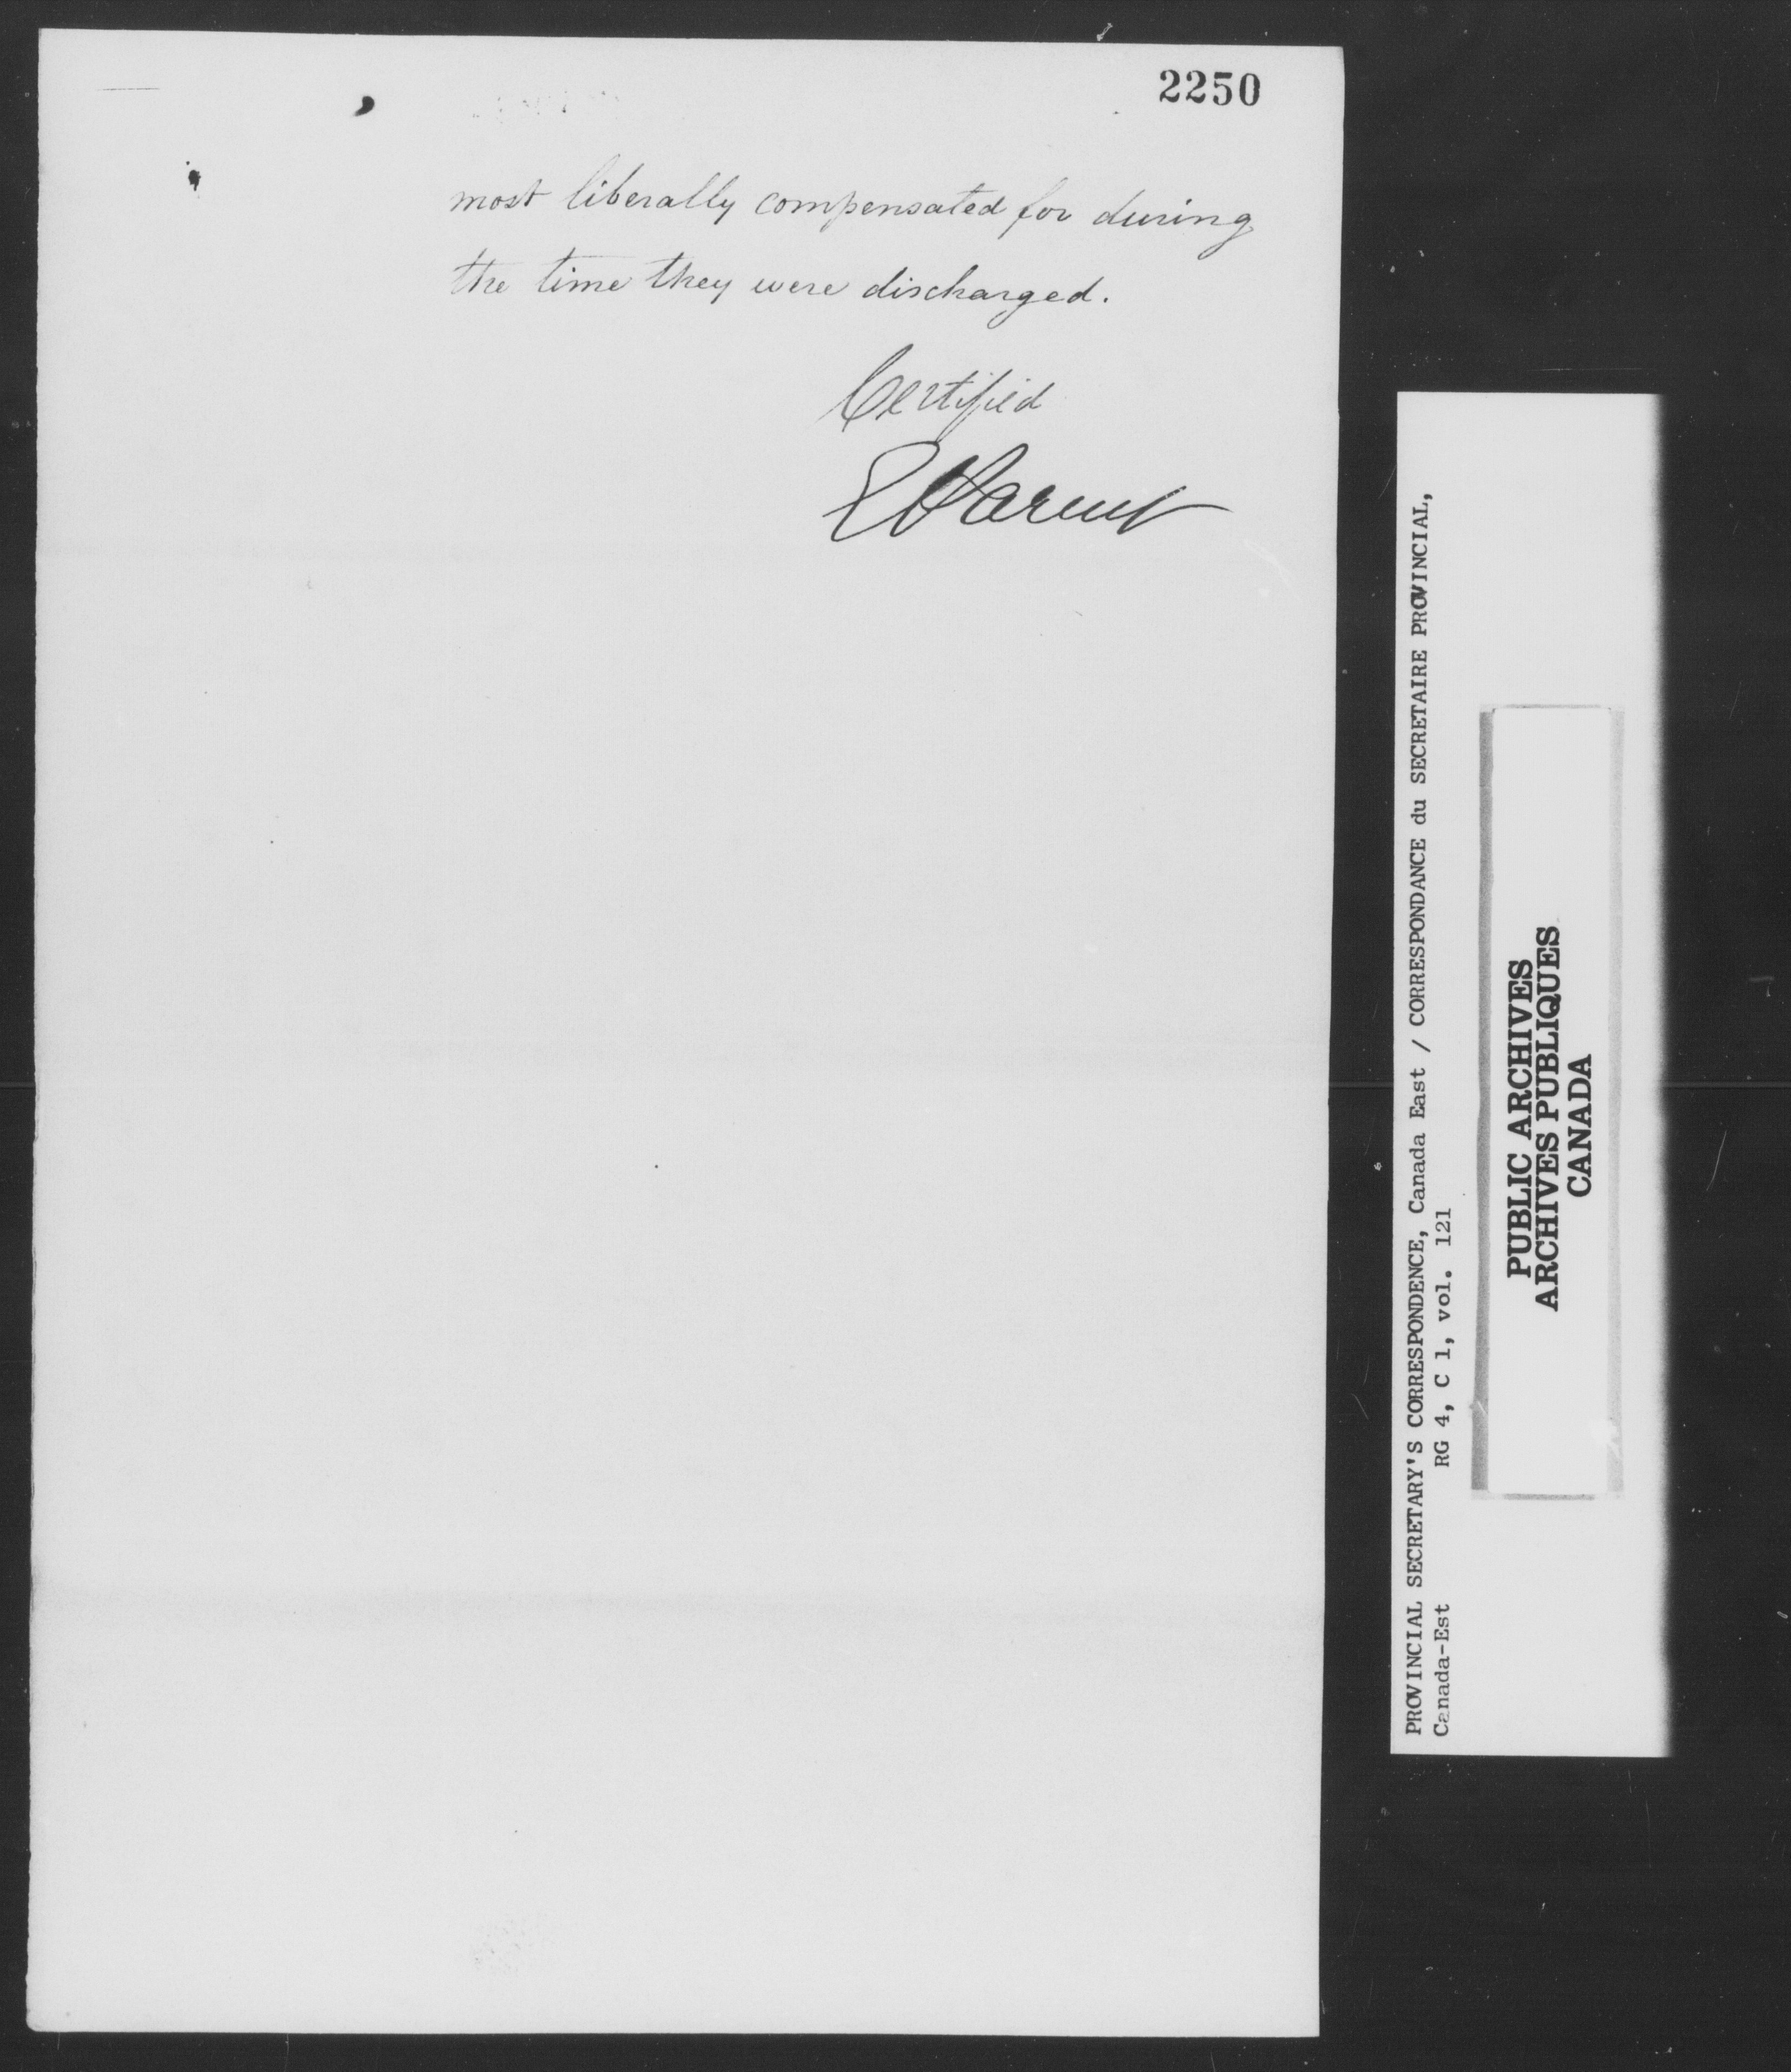 2250
most liberally compensated for during
the time they were discharged.
Certified
E Parent
PROVINCIAL SECRETARY'S CORRESPONDENCE, Canada East / CORRESPONDANCE du SECRETAIRE PROVINCIAL,
Canada-Est RG 4, C 1, vol. 121
PUBLIC ARCHIVES
ARCHIVES PUBLIQUES
CANADA